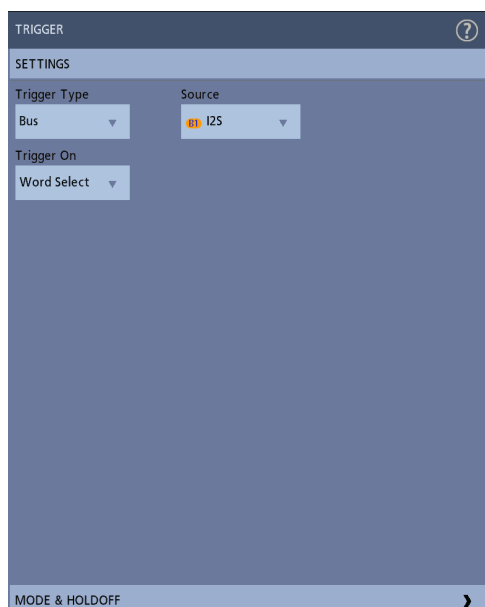 TRIGGER ?
SETTINGS
Trigger Type Source
Bus B1 I2S
Trigger On
Word Select
MODE & HOLDOFF